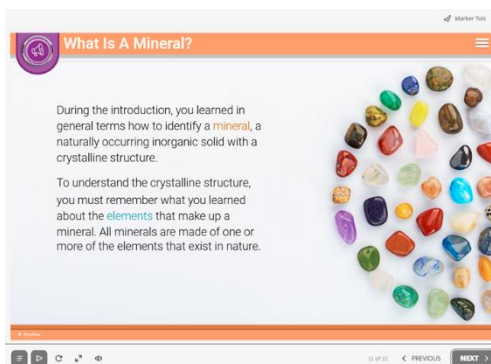 Marker Tols
What Is A Mineral?
During the introduction, you learned in
general terms how to identify a mineral, a
naturally occurring inorganic solid with a
crystalline structure.
To understand the crystalline structure,
you must remember what you learned
about the elements that make up a
mineral. All minerals are made of one or
more of the elements that exist in nature.
PREVIOUS
NEXT